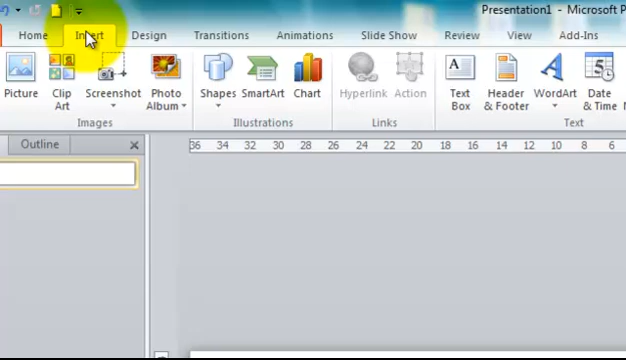 Presentation1 - Microsoft P
Home Insert Design Transitions Animations Slide Show Review View Add-Ins
Picture Clip Art Screenshot Photo Album Shapes SmartArt Chart Hyperlink Action Text Box Header & Footer WordArt Date & Time
Images Illustrations Links Text
Outline
36 34 32 30 28 26 24 22 20 18 16 14 12 10 8 6